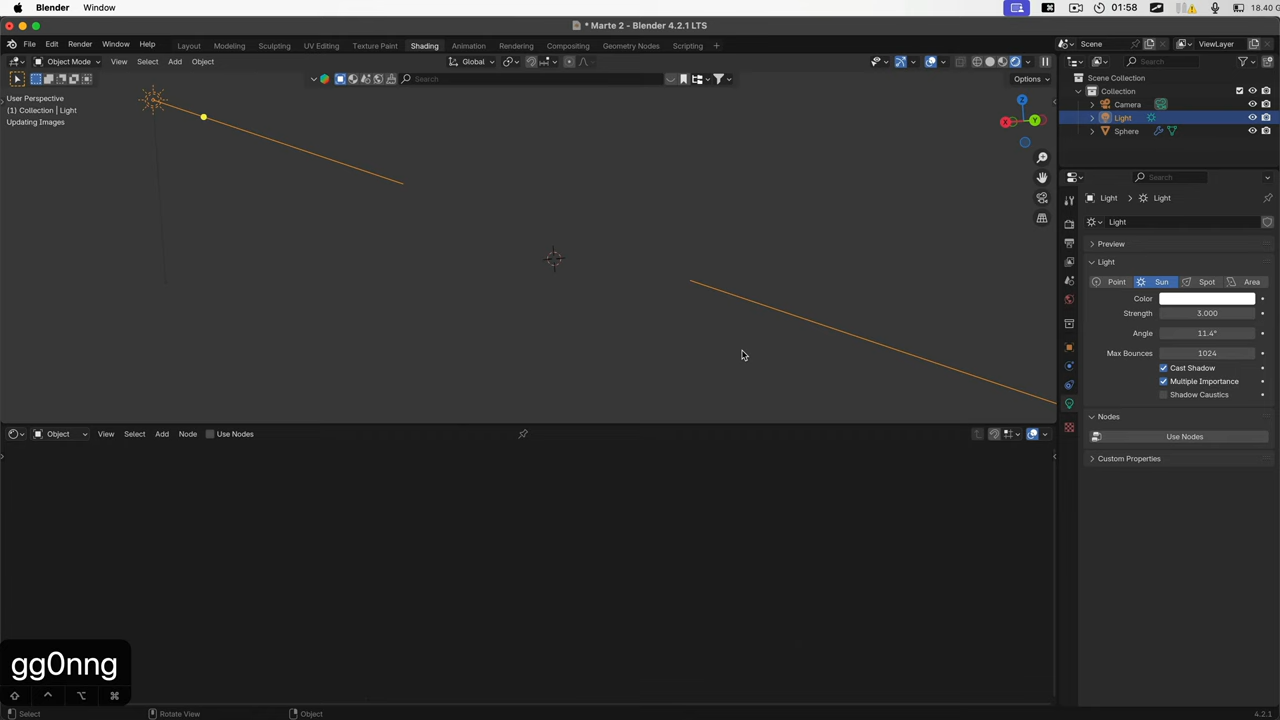 Blender Window 01:58 18.40
* Marte 2 - Blender 4.2.1 LTS
File Edit Render Window Help Layout Modeling Sculpting UV Editing Texture Paint Shading Animation Rendering Compositing Geometry Nodes Scripting + Scene ViewLayer
Object Mode View Select Add Object Global Search
Search Options
Scene Collection
User Perspective
(1) Collection | Light
Updating Images
Collection
Camera
Light
Sphere
X Y Z
Search
Light > Light
Light
Preview
Light
Point Sun Spot Area
Color
Strength 3.000
Angle 11.4°
Max Bounces 1024
Cast Shadow
Multiple Importance
Shadow Caustics
Nodes
Use Nodes
Custom Properties
Object View Select Add Node Use Nodes
gg0nng
Select Rotate View Object 4.2.1